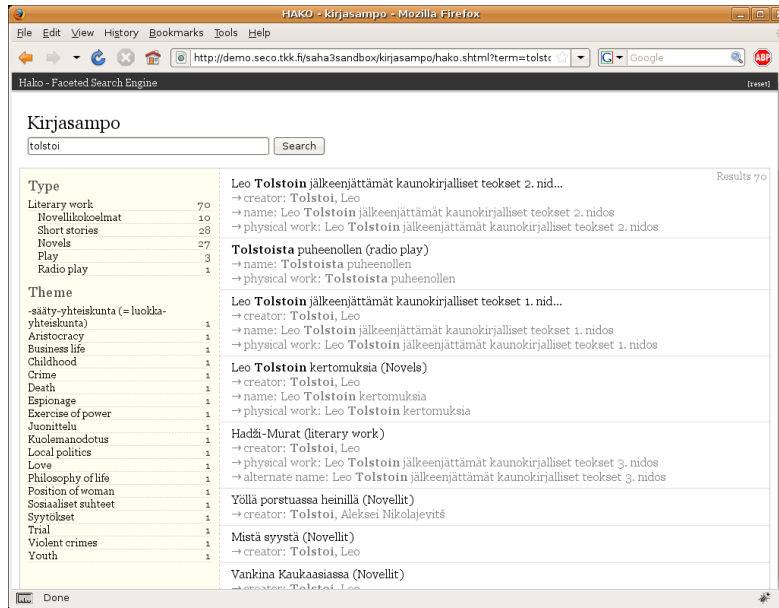 HAKO - kirjasampo - Mozilla Firefox
File Edit View History Bookmarks Tools Help
http://demo.seco.tkk.fi/saha3sandbox/kirjasampo/hako.shtml?term=tolsto
G Google
ABP
Hako - Faceted Search Engine
[reset]
Kirjasampo
tolstoi
Search
Type
Literary work 70
Novellikokoelmat 10
Short stories 28
Novels 27
Play 3
Radio play 1
Theme
-sääty-yhteiskunta (= luokka-
yhteiskunta) 1
Aristocracy 1
Business life 1
Childhood 1
Crime 1
Death 1
Espionage 1
Exercise of power 1
Juonittelu 1
Kuolemanodotus 1
Local politics 1
Love 1
Philosophy of life 1
Position of woman 1
Sosiaaliset suhteet 1
Syytökset 1
Trial 1
Violent crimes 1
Youth 1
Results 70
Leo Tolstoin jälkeenjättämät kaunokirjalliset teokset 2. nid...
→ creator: Tolstoi, Leo
→ name: Leo Tolstoin jälkeenjättämät kaunokirjalliset teokset 2. nidos
→ physical work: Leo Tolstoin jälkeenjättämät kaunokirjalliset teokset 2. nidos
Tolstoista puheenollen (radio play)
→ name: Tolstoista puheenollen
→ physical work: Tolstoista puheenollen
Leo Tolstoin jälkeenjättämät kaunokirjalliset teokset 1. nid...
→ creator: Tolstoi, Leo
→ name: Leo Tolstoin jälkeenjättämät kaunokirjalliset teokset 1. nidos
→ physical work: Leo Tolstoin jälkeenjättämät kaunokirjalliset teokset 1. nidos
Leo Tolstoin kertomuksia (Novels)
→ creator: Tolstoi, Leo
→ name: Leo Tolstoin kertomuksia
→ physical work: Leo Tolstoin kertomuksia
Hadži-Murat (literary work)
→ creator: Tolstoi, Leo
→ physical work: Leo Tolstoin jälkeenjättämät kaunokirjalliset teokset 3. nidos
→ alternate name: Leo Tolstoin jälkeenjättämät kaunokirjalliset teokset 3. nidos
Yöllä porstuassa heinillä (Novellit)
→ creator: Tolstoi, Aleksei Nikolajevitš
Mistä syystä (Novellit)
→ creator: Tolstoi, Leo
Vankina Kaukaasiassa (Novellit)
→ creator: Tolstoi, Leo
Done